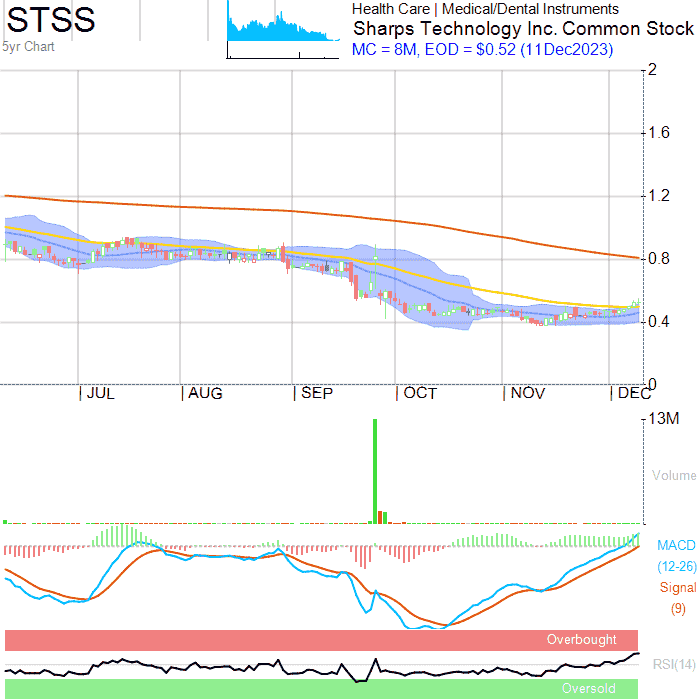 STSS
5yr Chart
Health Care | Medical/Dental Instruments
Sharps Technology Inc. Common Stock
MC = 8M, EOD = $0.52 (11Dec2023)
2
1.6
1.2
0.8
0.4
0
JUL AUG SEP OCT NOV DEC
13M
Volume
MACD
(12-26)
Signal
(9)
Overbought
RSI(14)
Oversold